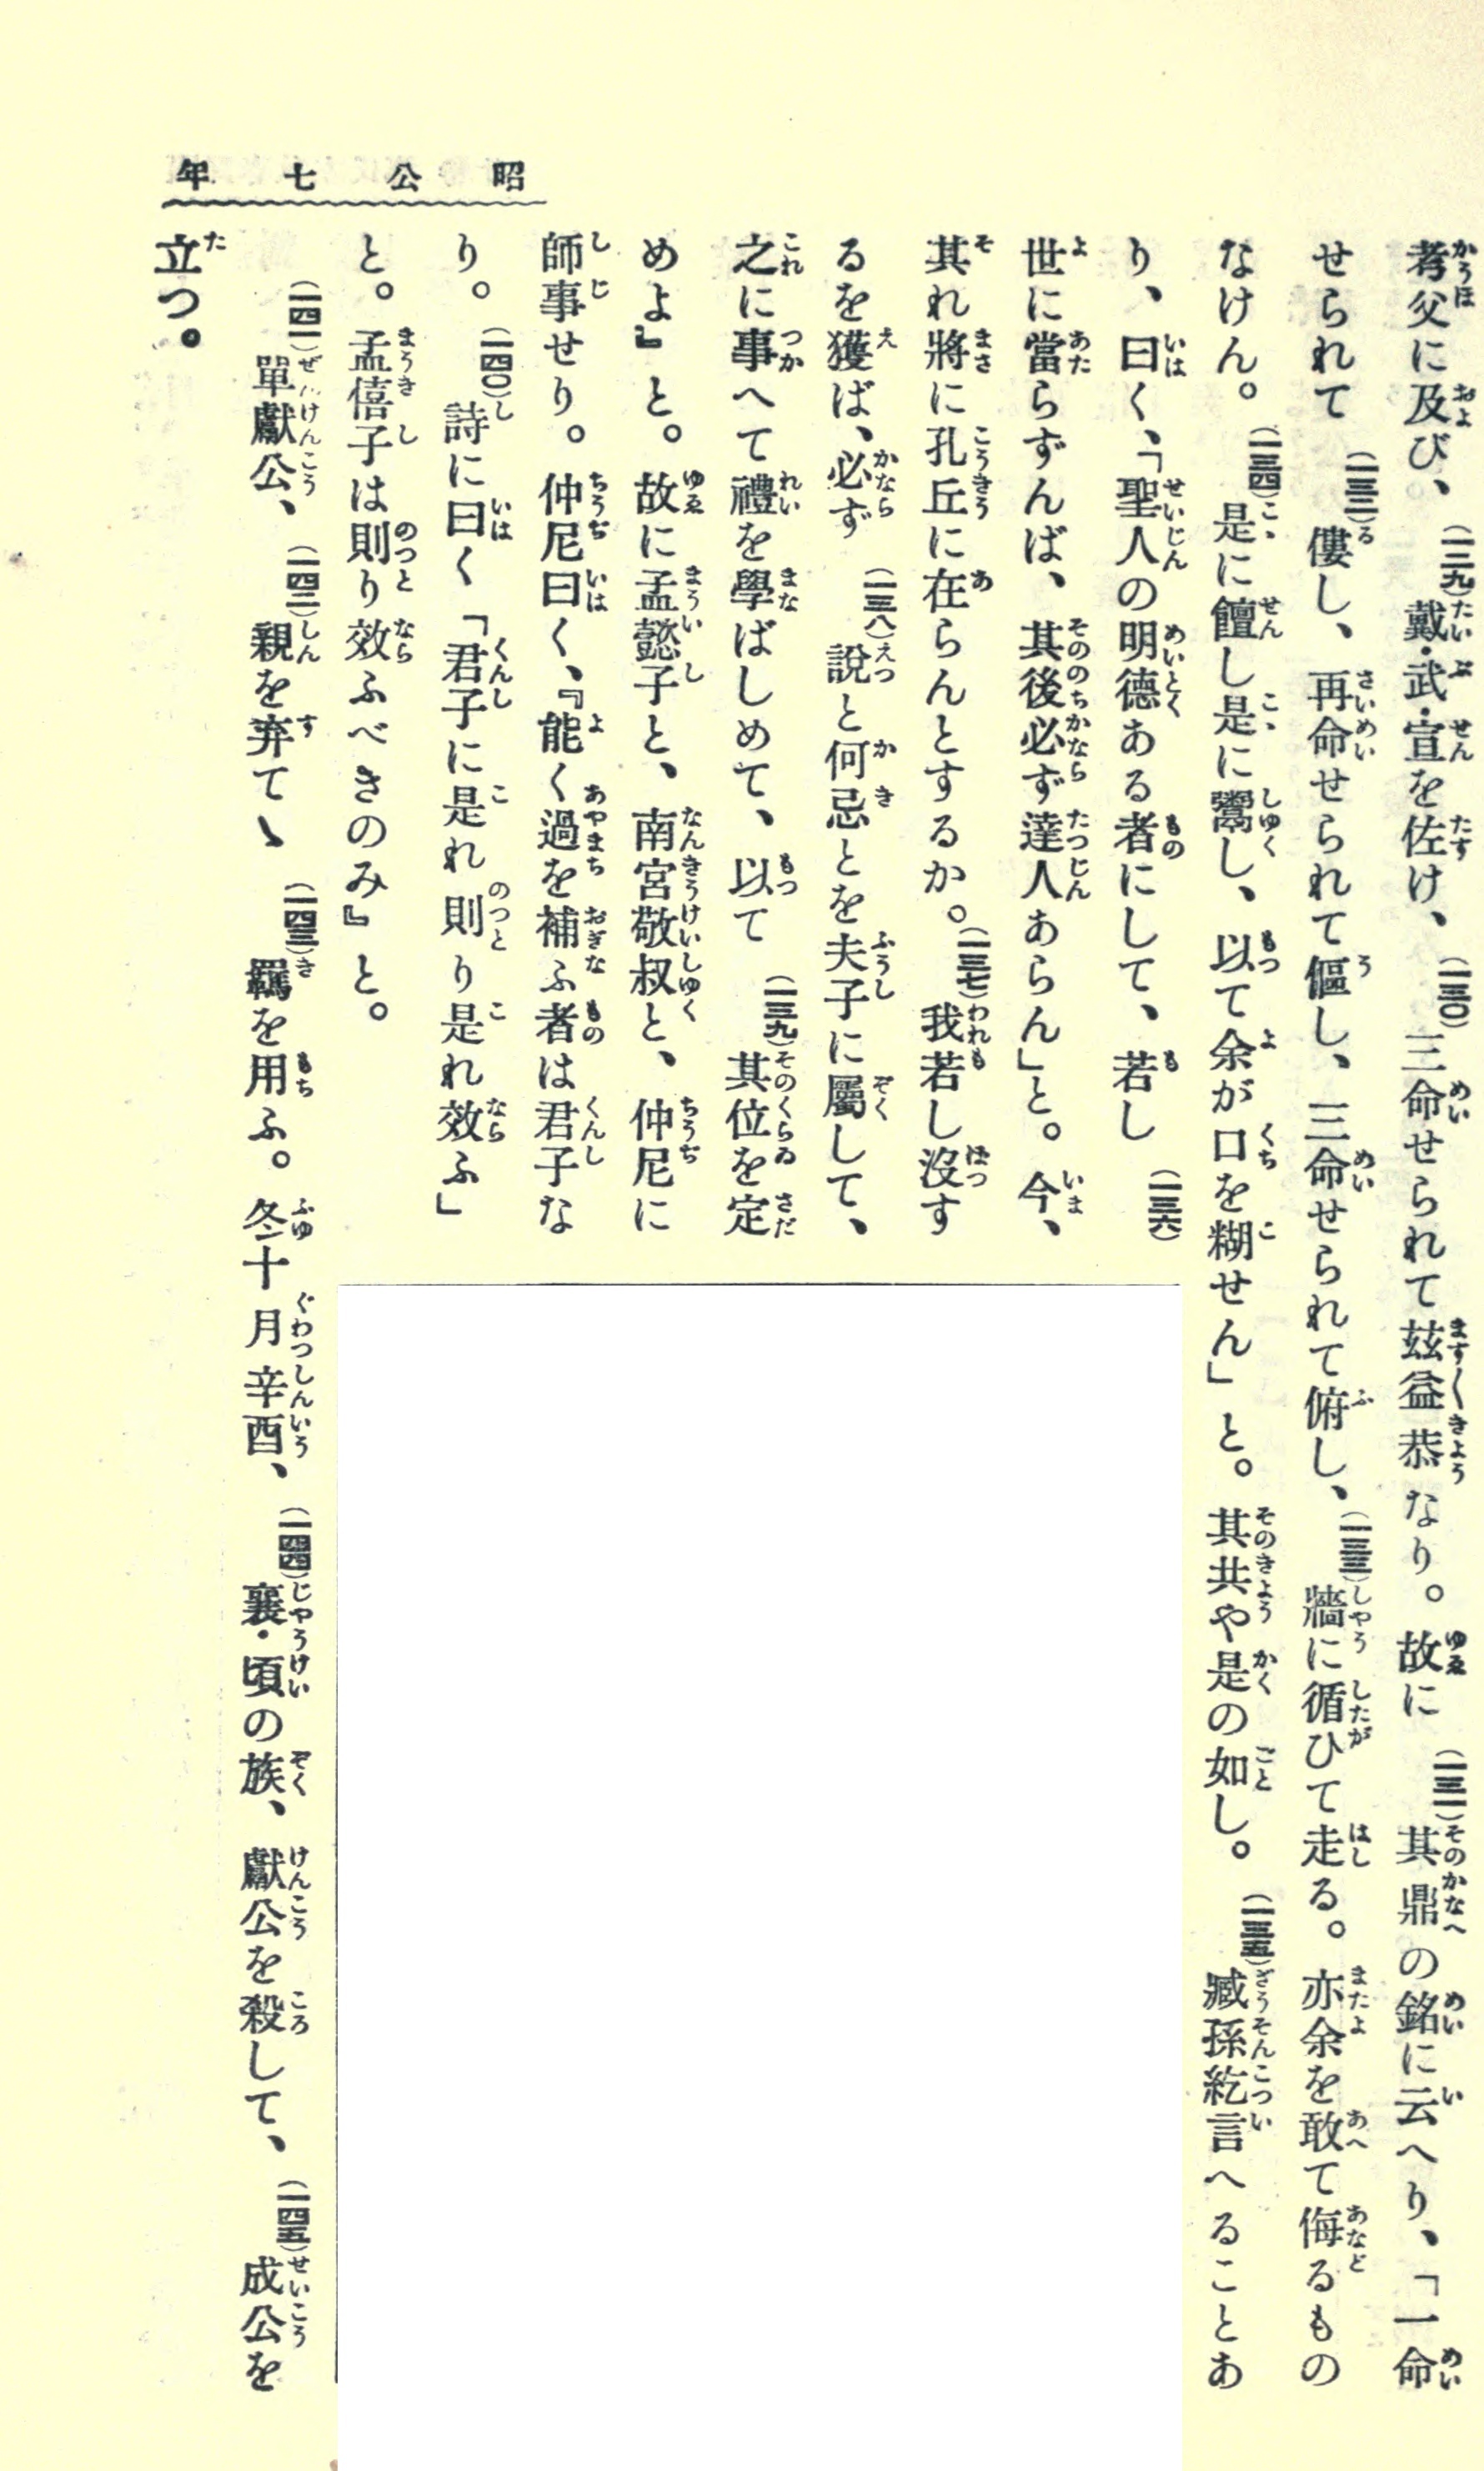 昭公七年
考父に及び、(一二九)戴・武・宣を佐け、(一三〇)三命せられて玆益恭なり。故に(一三一)其鼎の銘に云へり、「一命
せられて(一三二)僂し、再命せられて傴し、三命せられて俯し、(一三三)牆に循ひて走る。亦余を敢て侮るもの
なけん。(一三四)是に饘し是に鬻し、以て余が口を糊せん」と。其共や是の如し。(一三五)臧孫紇言へることあ
り、曰く、「聖人の明德ある者にして、若し(一三六)
世に當らずんば、其後必ず達人あらん」と。今、
其れ將に孔丘に在らんとするか。(一三七)我若し沒す
るを獲ば、必ず(一三八)說と何忌とを夫子に屬して、
之に事へて禮を學ばしめて、以て(一三九)其位を定
めよ』と。故に孟懿子と、南宮敬叔と、仲尼に
師事せり。仲尼曰く、『能く過を補ふ者は君子な
り。(一四〇)詩に曰く「君子に是れ則り是れ效ふ」
と。孟僖子は則り效ふべきのみ』と。
(一四一)單獻公、(一四二)親を弃てゝ(一四三)羈を用ふ。冬十月辛酉、(一四四)襄・頃の族、獻公を殺して、(一四五)成公を
立つ。